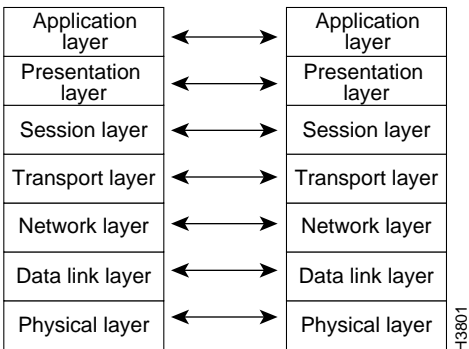 Application
layer
Application
layer
Presentation
layer
Presentation
layer
Session layer
Session layer
Transport layer
Transport layer
Network layer
Network layer
Data link layer
Data link layer
Physical layer
Physical layer
H3801